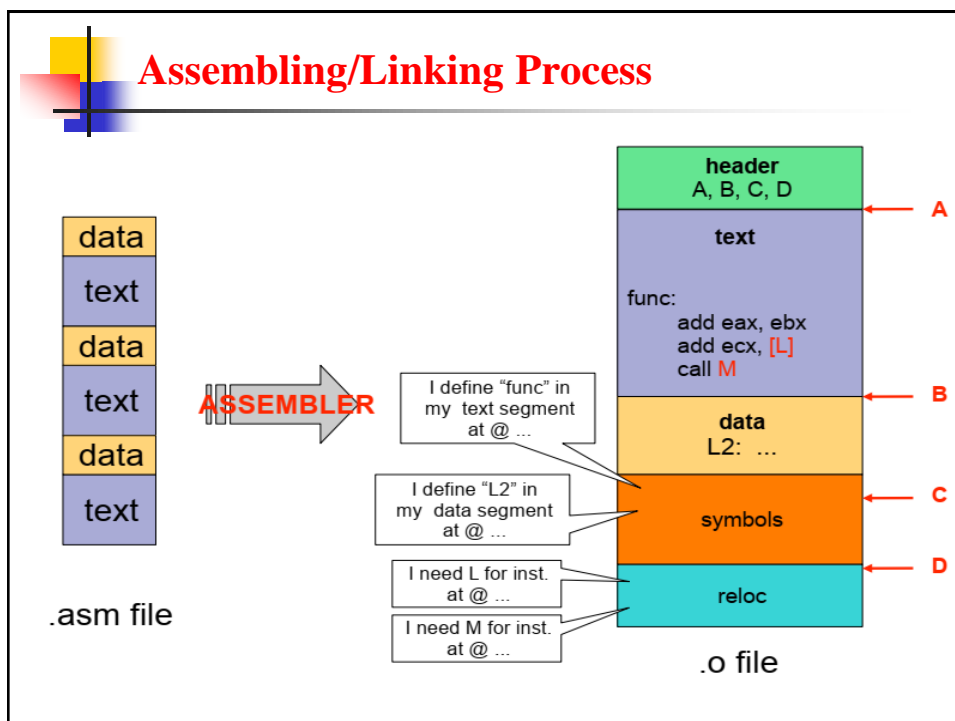 Assembling/Linking Process
data
text
data
text
data
text
.asm file
ASSEMBLER
I define “func” in
my text segment
at @ ...
I define “L2” in
my data segment
at @ ...
I need L for inst.
at @ ...
I need M for inst.
at @ ...
header
A, B, C, D
text
func:
add eax, ebx
add ecx, [L]
call M
data
L2: ...
symbols
reloc
.o file
A
B
C
D